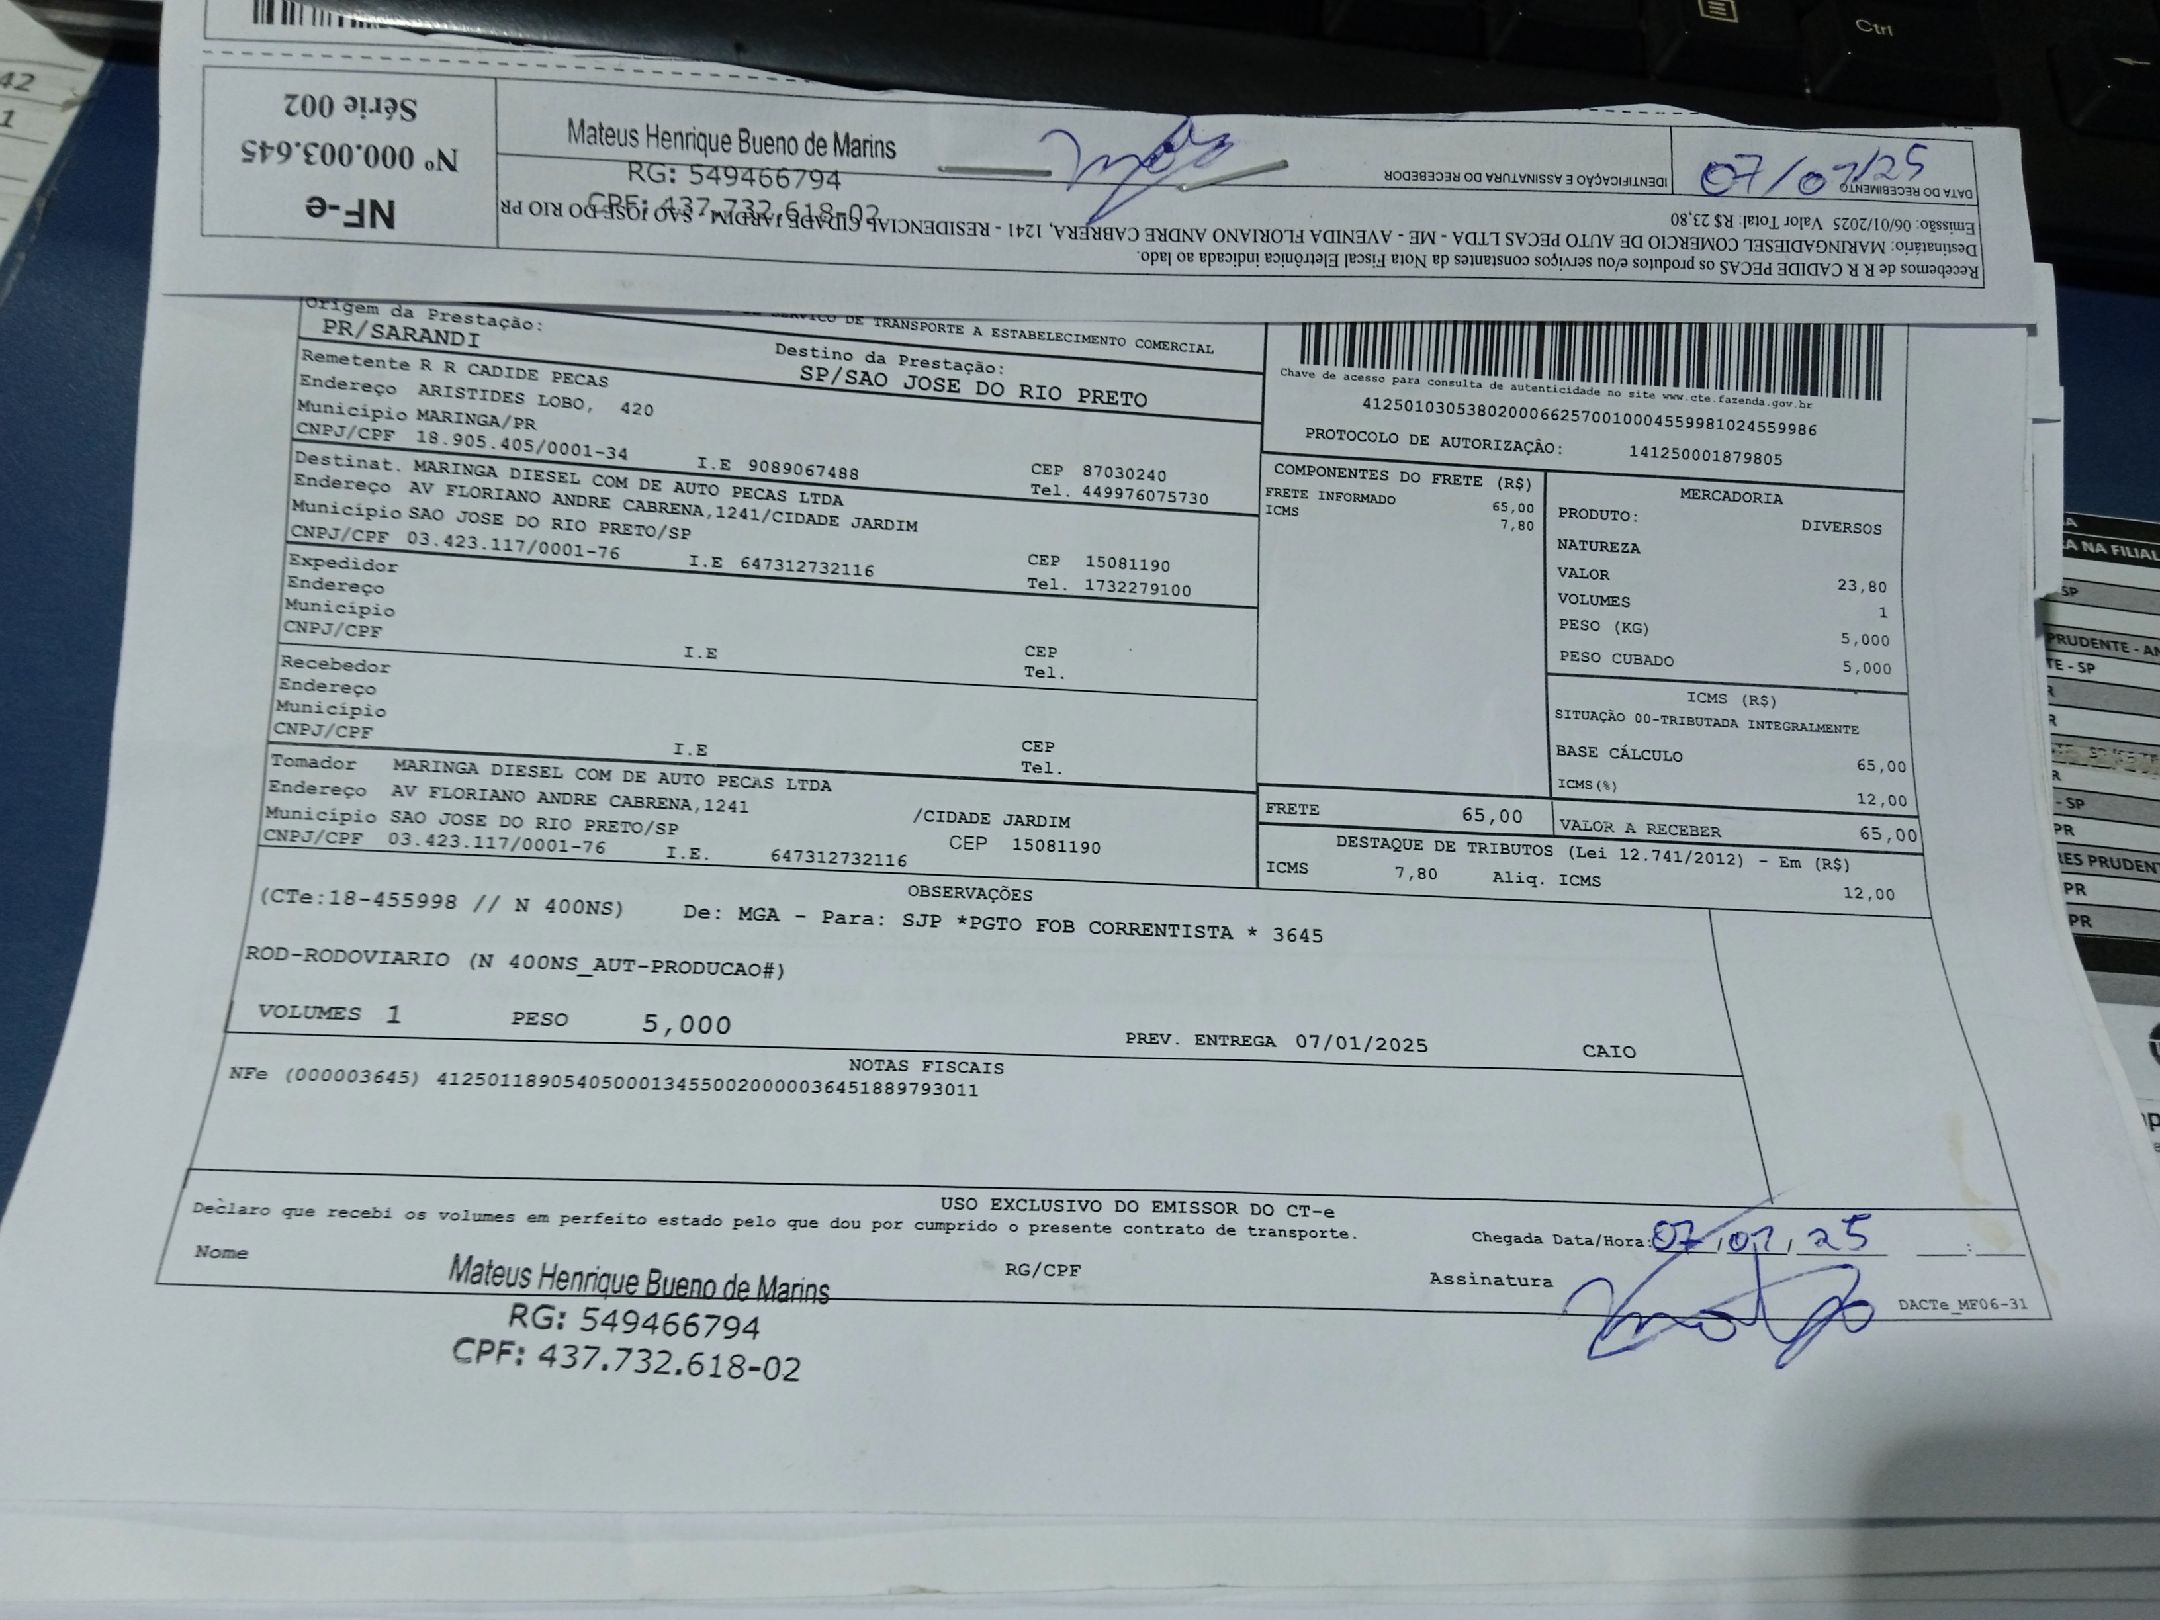 42
1
Ctrl
NF-e
Nº 000.003.645
Série 002
Mateus Henrique Bueno de Marins
RG: 549466794
CPF: 437.732.618-02
Recebemos de R R CADIDE PECAS os produtos e/ou serviços constantes da Nota Fiscal Eletrônica indicada ao lado.
Destinatário: MARINGADIESEL COMERCIO DE AUTO PECAS LTDA - ME - AVENIDA FLORIANO ANDRE CABRERA, 1241 - RESIDENCIAL CIDADE JARDIM - SAO JOSE DO RIO PR
Emissão: 06/01/2025 Valor Total: R$ 23,80
DATA DO RECEBIMENTO
07/01/25
IDENTIFICAÇÃO E ASSINATURA DO RECEBEDOR
DE TRANSPORTE A ESTABELECIMENTO COMERCIAL
Origem da Prestação:
PR/SARANDI
Destino da Prestação:
SP/SAO JOSE DO RIO PRETO
Remetente R R CADIDE PECAS
Endereço ARISTIDES LOBO, 420
Município MARINGA/PR
CNPJ/CPF 18.905.405/0001-34 I.E 9089067488
CEP 87030240
Tel. 449976075730
Destinat. MARINGA DIESEL COM DE AUTO PECAS LTDA
Endereço AV FLORIANO ANDRE CABRENA,1241/CIDADE JARDIM
Município SAO JOSE DO RIO PRETO/SP
CNPJ/CPF 03.423.117/0001-76 I.E 647312732116
CEP 15081190
Tel. 1732279100
Expedidor
Endereço
Município
CNPJ/CPF I.E
CEP
Tel.
Recebedor
Endereço
Município
CNPJ/CPF I.E
CEP
Tel.
Tomador MARINGA DIESEL COM DE AUTO PECAS LTDA
Endereço AV FLORIANO ANDRE CABRENA,1241 /CIDADE JARDIM
Município SAO JOSE DO RIO PRETO/SP CEP 15081190
CNPJ/CPF 03.423.117/0001-76 I.E. 647312732116
Chave de acesso para consulta de autenticidade no site www.cte.fazenda.gov.br
41250103053802000662570010004559981024559986
PROTOCOLO DE AUTORIZAÇÃO: 141250001879805
COMPONENTES DO FRETE (R$)
FRETE INFORMADO 65,00
ICMS 7,80
MERCADORIA
PRODUTO: DIVERSOS
NATUREZA
VALOR 23,80
VOLUMES 1
PESO (KG) 5,000
PESO CUBADO 5,000
ICMS (R$)
SITUAÇÃO 00-TRIBUTADA INTEGRALMENTE
BASE CÁLCULO 65,00
ICMS(%) 12,00
FRETE 65,00
VALOR A RECEBER 65,00
DESTAQUE DE TRIBUTOS (Lei 12.741/2012) - Em (R$)
ICMS 7,80 Aliq. ICMS 12,00
OBSERVAÇÕES
(CTe:18-455998 // N 400NS) De: MGA - Para: SJP *PGTO FOB CORRENTISTA * 3645
ROD-RODOVIARIO (N 400NS_AUT-PRODUCAO#)
VOLUMES 1 PESO 5,000 PREV. ENTREGA 07/01/2025 CAIO
NOTAS FISCAIS
NFe (000003645) 41250118905405000134550020000036451889793011
USO EXCLUSIVO DO EMISSOR DO CT-e
Declaro que recebi os volumes em perfeito estado pelo que dou por cumprido o presente contrato de transporte.
Nome
Mateus Henrique Bueno de Marins
RG: 549466794
CPF: 437.732.618-02
RG/CPF
Chegada Data/Hora: 07/01/25
Assinatura
DACTe_MF06-31
A NA FILIAL
SP
PRUDENTE - 
TE - SP
R
R
R
- SP
PR
RES PRUDEN
PR
PR